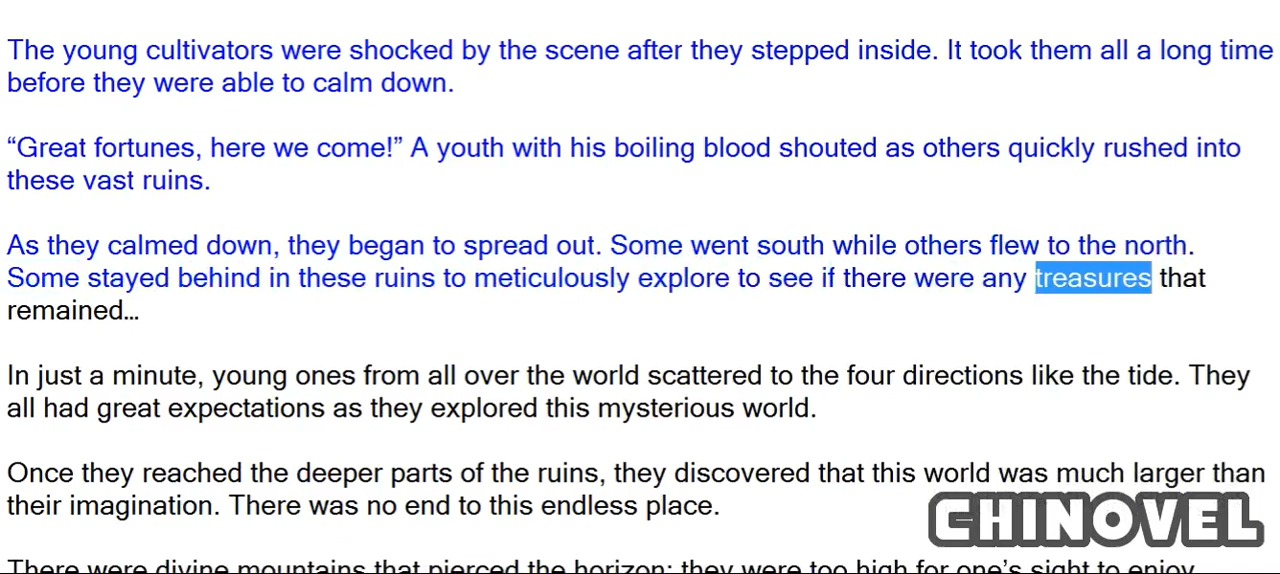 The young cultivators were shocked by the scene after they stepped inside. It took them all a long time
before they were able to calm down.
“Great fortunes, here we come!” A youth with his boiling blood shouted as others quickly rushed into
these vast ruins.
As they calmed down, they began to spread out. Some went south while others flew to the north.
Some stayed behind in these ruins to meticulously explore to see if there were any treasures that
remained…
In just a minute, young ones from all over the world scattered to the four directions like the tide. They
all had great expectations as they explored this mysterious world.
Once they reached the deeper parts of the ruins, they discovered that this world was much larger than
their imagination. There was no end to this endless place.
CHINOVEL
There were divine mountains that pierced the horizon; they were too high for one’s sight to enjoy